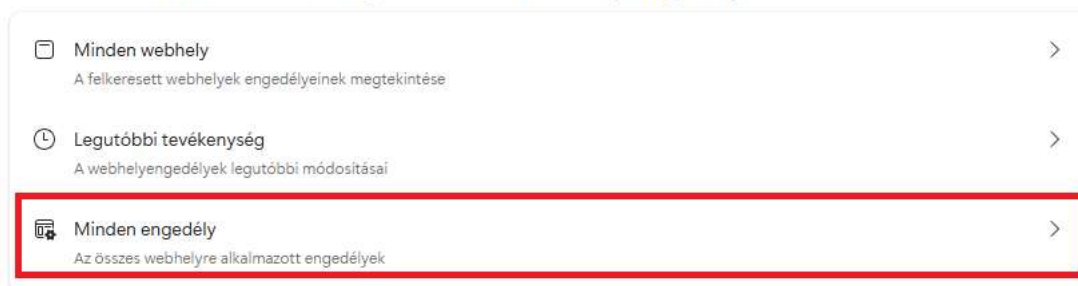 Minden webhely
A felkeresett webhelyek engedélyeinek megtekintése
Legutóbbi tevékenység
A webhelyengedélyek legutóbbi módosításai
Minden engedély
Az összes webhelyre alkalmazott engedélyek